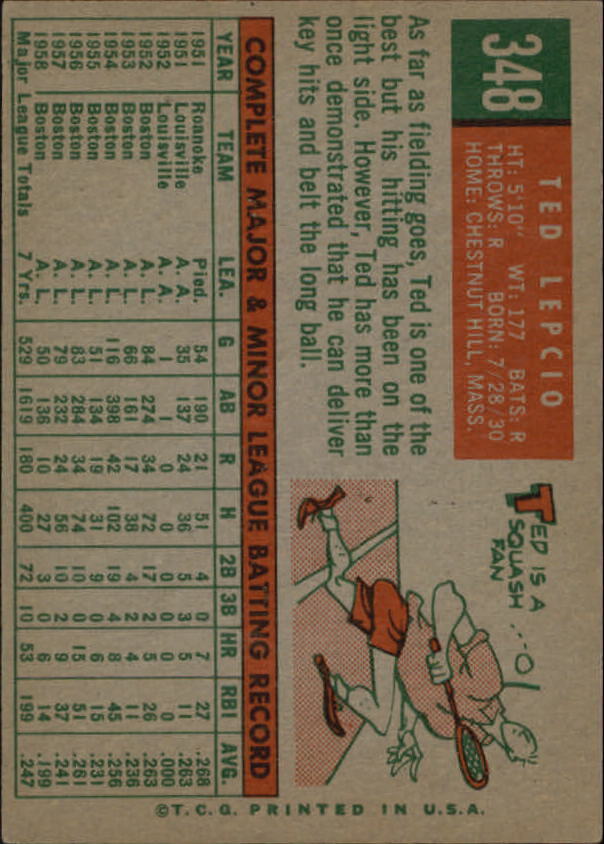 348
TED LEPCIO
HT: 5'10" WT: 177 BATS: R
THROWS: R BORN: 7/28/30
HOME: CHESTNUT HILL, MASS.
As far as fielding goes, Ted is one of the
best but his hitting has been on the
light side. However, Ted has more than
once demonstrated that he can deliver
key hits and belt the long ball.
TED IS A
SQUASH
FAN
COMPLETE MAJOR & MINOR LEAGUE BATTING RECORD
YEAR TEAM LEA. G AB R H 2B 3B HR RBI AVG.
1951 Roanoke Pied. 54 190 21 51 4 0 7 27 .268
1951 Louisville A. A. 35 137 24 36 5 3 5 11 .263
1952 Louisville A. A. 1 1 0 0 0 0 0 0 .000
1952 Boston A. L. 84 274 34 72 17 2 5 26 .263
1953 Boston A. L. 66 161 17 38 4 2 4 11 .236
1954 Boston A. L. 116 398 42 102 19 4 8 45 .256
1955 Boston A. L. 51 134 19 31 9 0 6 15 .231
1956 Boston A. L. 83 284 34 74 10 0 15 51 .261
1957 Boston A. L. 79 232 24 56 10 2 9 37 .241
1958 Boston A. L. 50 136 10 27 3 0 6 14 .199
Major League Totals 7 Yrs. 529 1619 180 400 72 10 53 199 .247
©T.C.G. PRINTED IN U.S.A.